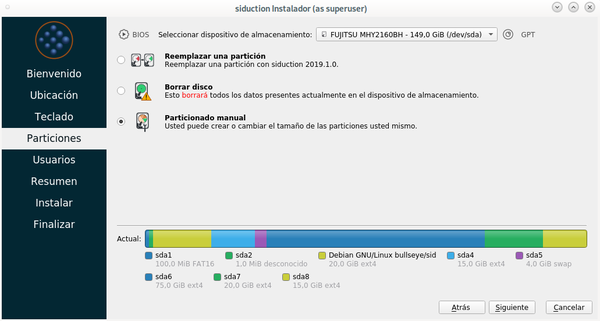 siduction Instalador (as superuser)
BIOS Seleccionar dispositivo de almacenamiento: FUJITSU MHY2160BH - 149,0 GiB (/dev/sda) GPT
Bienvenido
Ubicación
Teclado
Particiones
Usuarios
Resumen
Instalar
Finalizar
Reemplazar una partición
Reemplazar una partición con siduction 2019.1.0.
Borrar disco
Esto borrará todos los datos presentes actualmente en el dispositivo de almacenamiento.
Particionado manual
Usted puede crear o cambiar el tamaño de las particiones usted mismo.
Actual:
sda1 sda2 Debian GNU/Linux bullseye/sid sda4 sda5
100,0 MiB FAT16 1,0 MiB desconocido 20,0 GiB ext4 15,0 GiB ext4 4,0 GiB swap
sda6 sda7 sda8
75,0 GiB ext4 20,0 GiB ext4 15,0 GiB ext4
Atrás Siguiente Cancelar